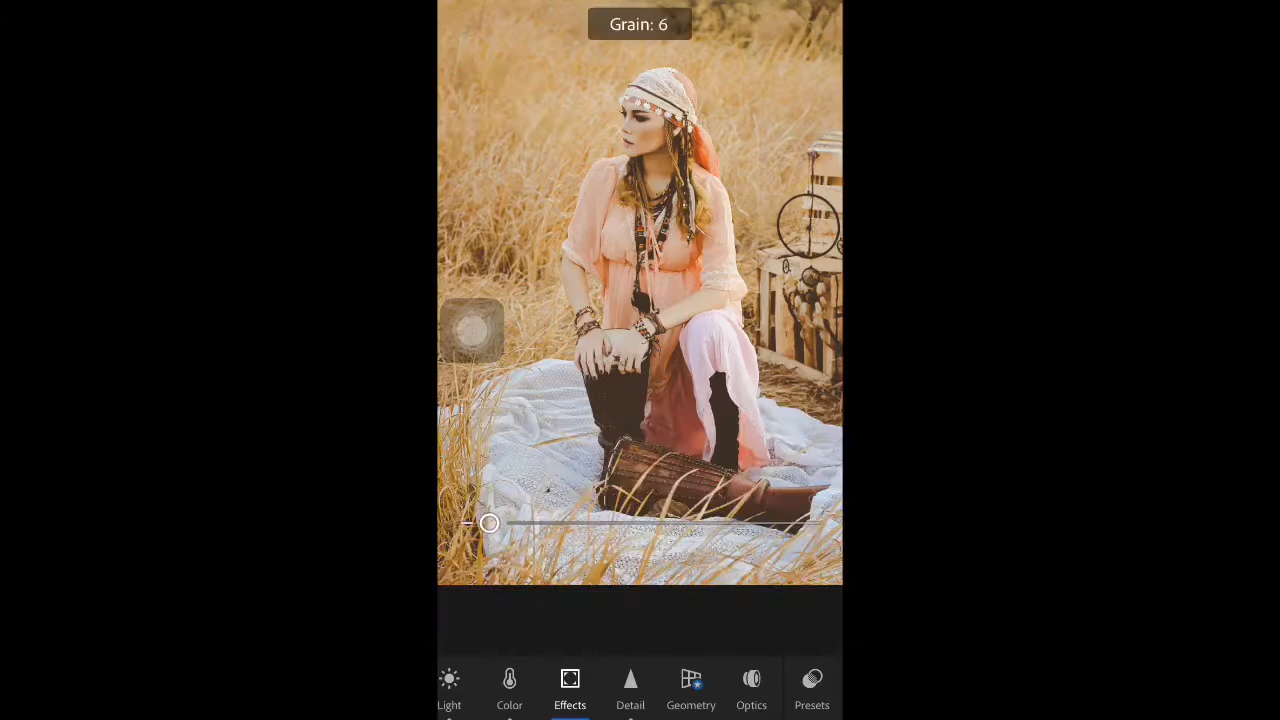 Grain: 6
Light
Color
Effects
Detail
Geometry
Optics
Presets